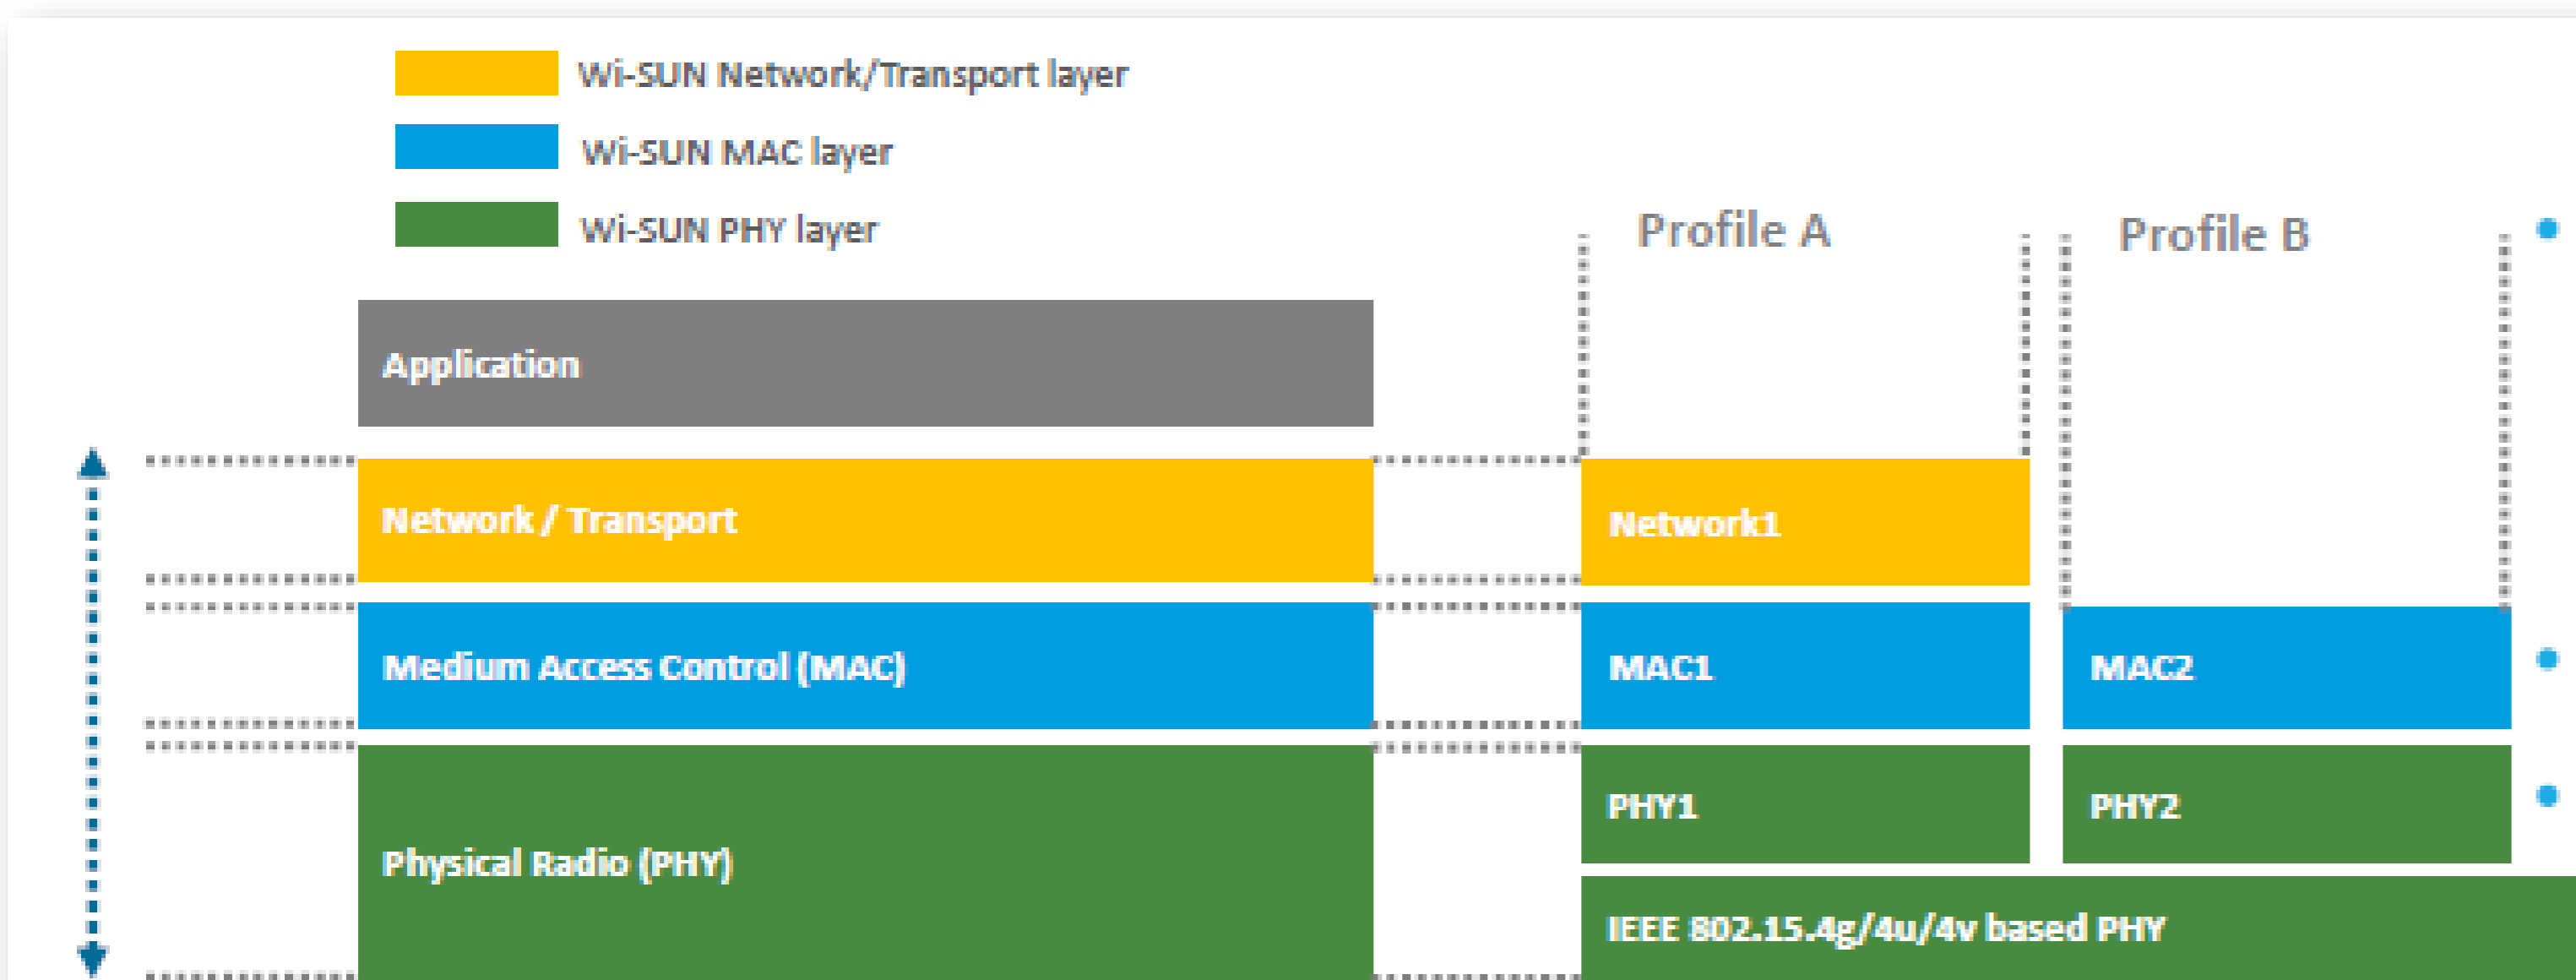 Wi-SUN Network/Transport layer
Wi-SUN MAC layer
Wi-SUN PHY layer
Profile A
Profile B
Application
Network / Transport
Network1
Medium Access Control (MAC)
MAC1
MAC2
PHY1
PHY2
Physical Radio (PHY)
IEEE 802.15.4g/4u/4v based PHY